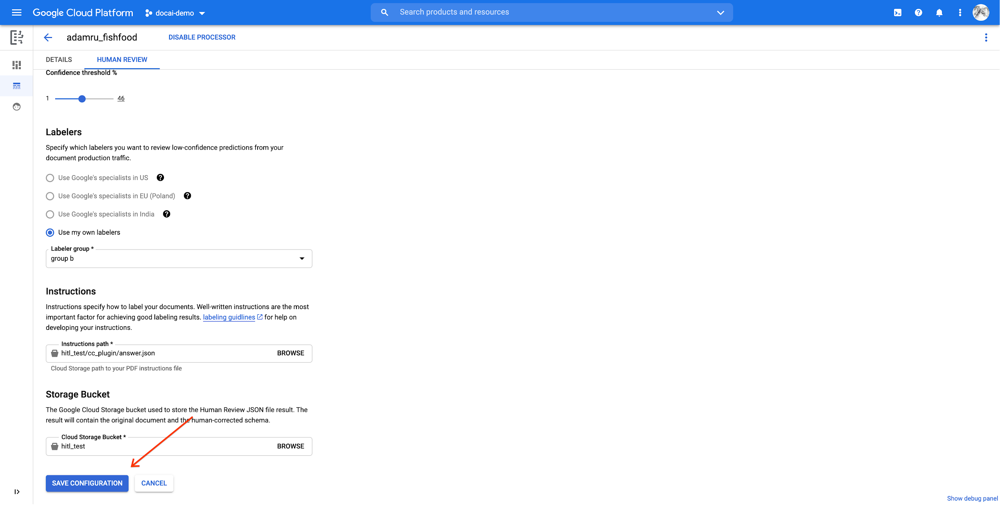 Google Cloud Platform docai-demo Search products and resources
adamru_fishfood DISABLE PROCESSOR
DETAILS HUMAN REVIEW
Confidence threshold %
1 46
Labelers
Specify which labelers you want to review low-confidence predictions from your
document production traffic.
Use Google's specialists in US
Use Google's specialists in EU (Poland)
Use Google's specialists in India
Use my own labelers
Labeler group *
group b
Instructions
Instructions specify how to label your documents. Well-written instructions are the most
important factor for achieving good labeling results. labeling guidlines for help on
developing your instructions.
Instructions path *
hitl_test/cc_plugin/answer.json BROWSE
Cloud Storage path to your PDF instructions file
Storage Bucket
The Google Cloud Storage bucket used to store the Human Review JSON file result. The
result will contain the original document and the human-corrected schema.
Cloud Storage Bucket *
hitl_test BROWSE
SAVE CONFIGURATION CANCEL
Show debug panel